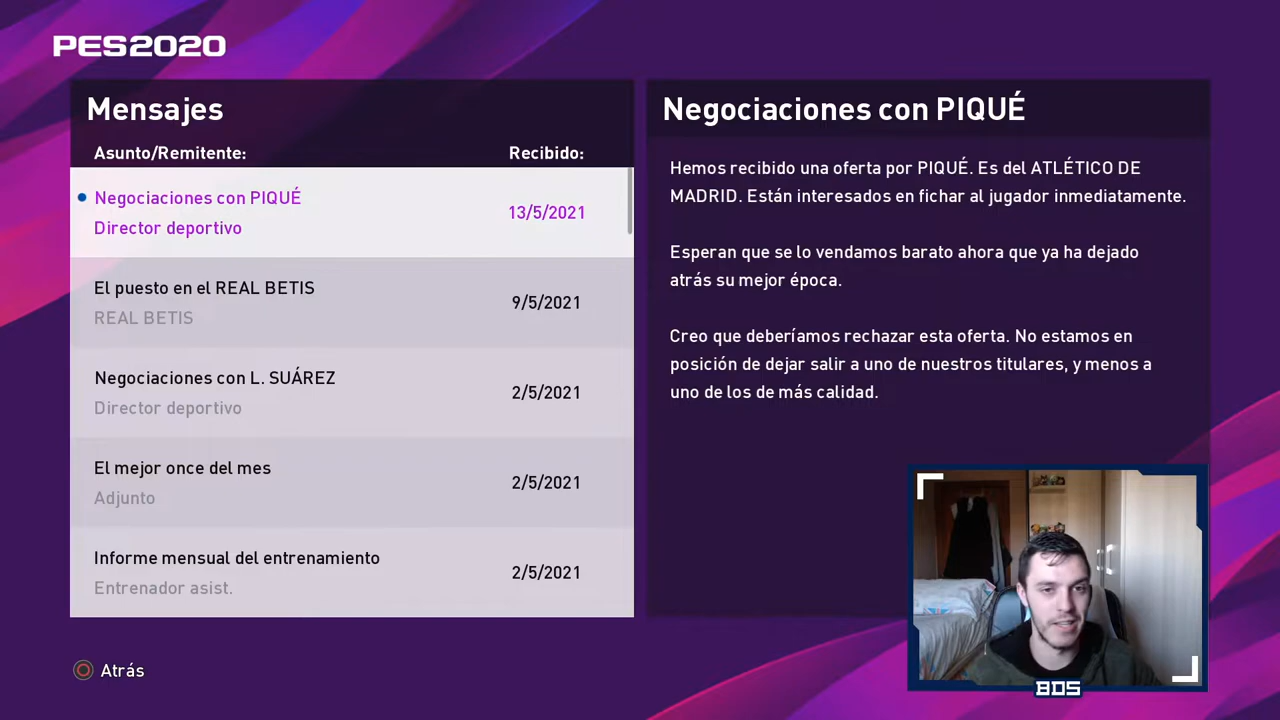 PES2020
Mensajes
Asunto/Remitente:
Recibido:
Negociaciones con PIQUÉ
Director deportivo
13/5/2021
El puesto en el REAL BETIS
REAL BETIS
9/5/2021
Negociaciones con L. SUÁREZ
Director deportivo
2/5/2021
El mejor once del mes
Adjunto
2/5/2021
Informe mensual del entrenamiento
Entrenador asist.
2/5/2021
Negociaciones con PIQUÉ
Hemos recibido una oferta por PIQUÉ. Es del ATLÉTICO DE
MADRID. Están interesados en fichar al jugador inmediatamente.
Esperan que se lo vendamos barato ahora que ya ha dejado
atrás su mejor época.
Creo que deberíamos rechazar esta oferta. No estamos en
posición de dejar salir a uno de nuestros titulares, y menos a
uno de los de más calidad.
Atrás
BDS